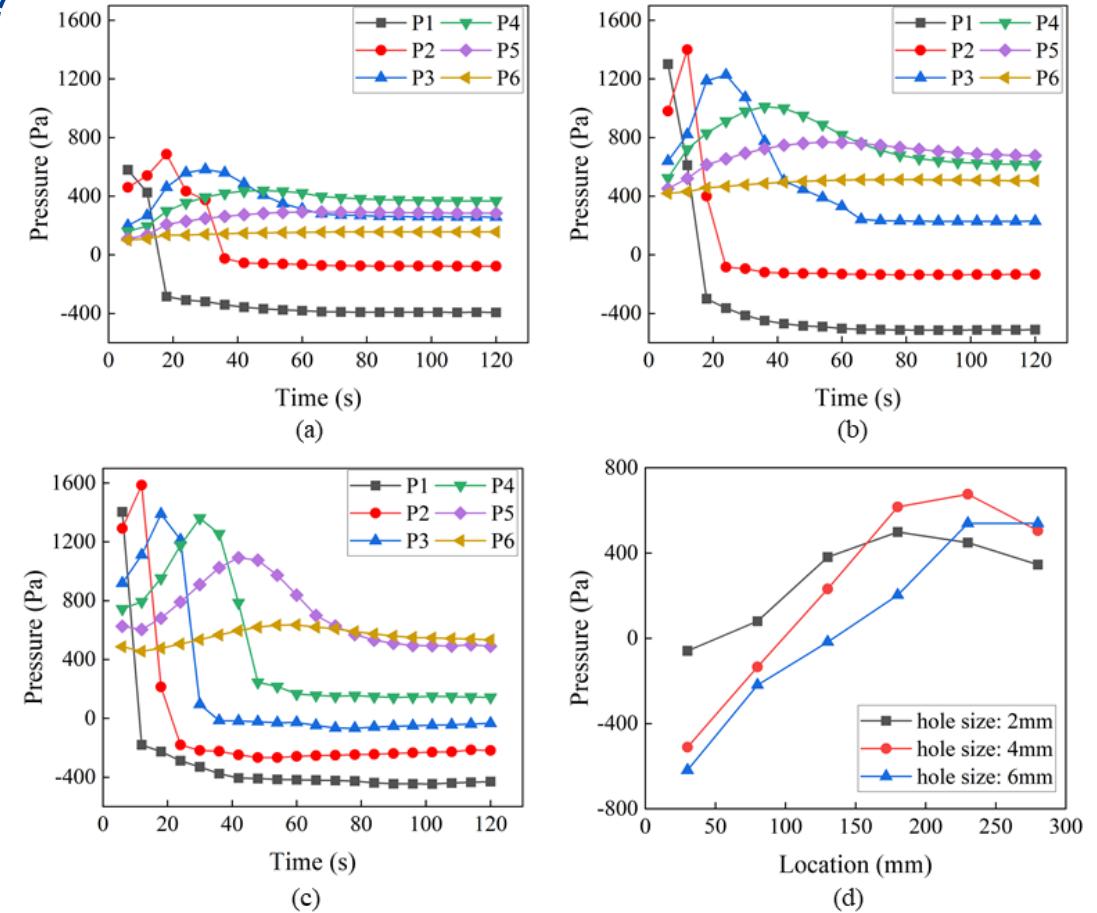 1600
1200
800
400
0
-400
Pressure (Pa)
P1 P4
P2 P5
P3 P6
0 20 40 60 80 100 120
Time (s)
(a)
1600
1200
800
400
0
-400
Pressure (Pa)
P1 P4
P2 P5
P3 P6
0 20 40 60 80 100 120
Time (s)
(b)
1600
1200
800
400
0
-400
Pressure (Pa)
P1 P4
P2 P5
P3 P6
0 20 40 60 80 100 120
Time (s)
(c)
800
400
0
-400
-800
Pressure (Pa)
hole size: 2mm
hole size: 4mm
hole size: 6mm
0 50 100 150 200 250 300
Location (mm)
(d)